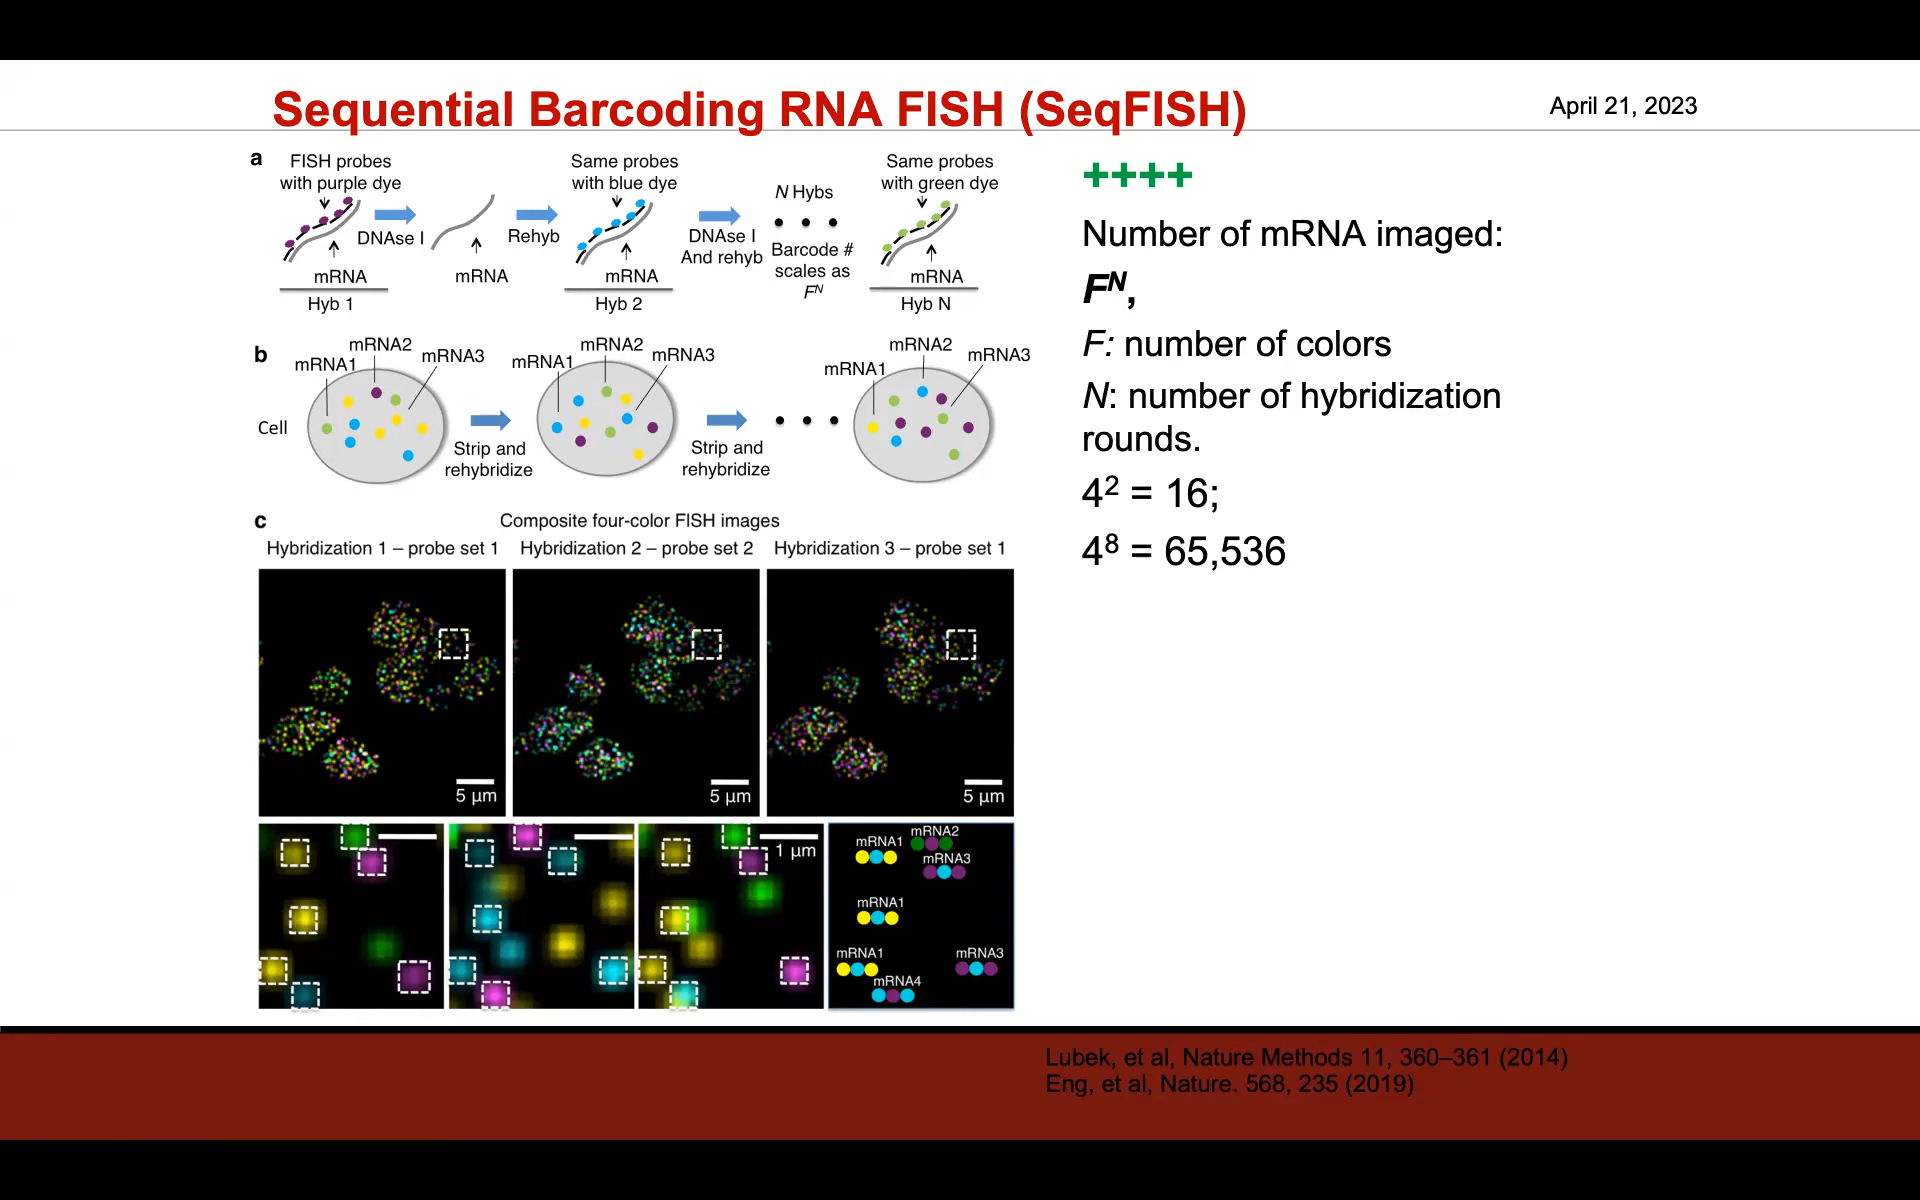 Sequential Barcoding RNA FISH (SeqFISH)
April 21, 2023
a
FISH probes
with purple dye
DNAse I
mRNA
Hyb 1
mRNA
Rehyb
Same probes
with blue dye
mRNA
Hyb 2
DNAse I
And rehyb
N Hybs
Barcode #
scales as
Fᴺ
Same probes
with green dye
mRNA
Hyb N
b
Cell
mRNA1
mRNA2
mRNA3
Strip and
rehybridize
mRNA1
mRNA2
mRNA3
Strip and
rehybridize
mRNA1
mRNA2
mRNA3
c
Composite four-color FISH images
Hybridization 1 – probe set 1
Hybridization 2 – probe set 2
Hybridization 3 – probe set 1
5 µm
5 µm
5 µm
1 µm
mRNA1
mRNA2
mRNA3
mRNA1
mRNA1
mRNA3
mRNA4
++++
Number of mRNA imaged:
Fᴺ,
F: number of colors
N: number of hybridization
rounds.
4² = 16;
4⁸ = 65,536
Lubek, et al, Nature Methods 11, 360–361 (2014)
Eng, et al, Nature. 568, 235 (2019)